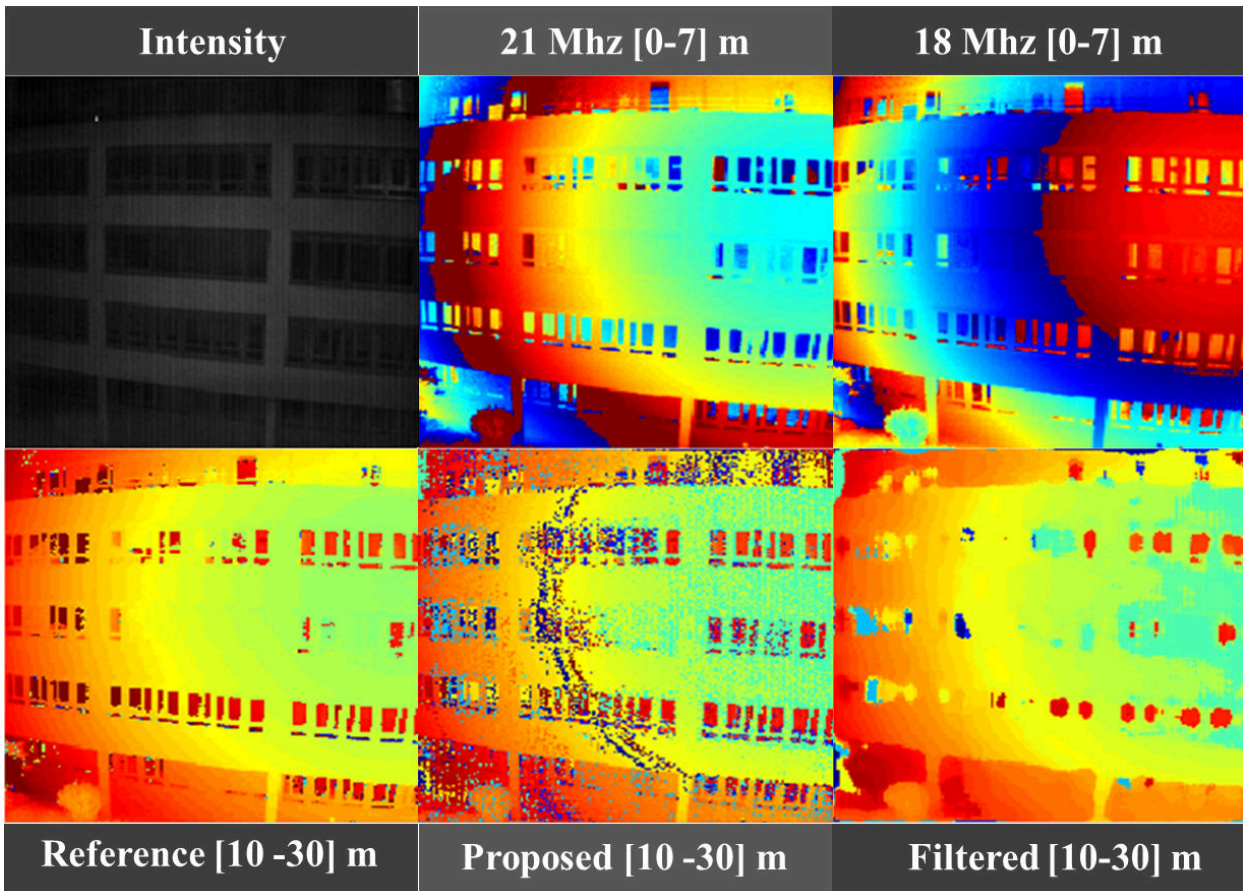 Intensity
21 Mhz [0-7] m
18 Mhz [0-7] m
Reference [10 -30] m
Proposed [10 -30] m
Filtered [10-30] m